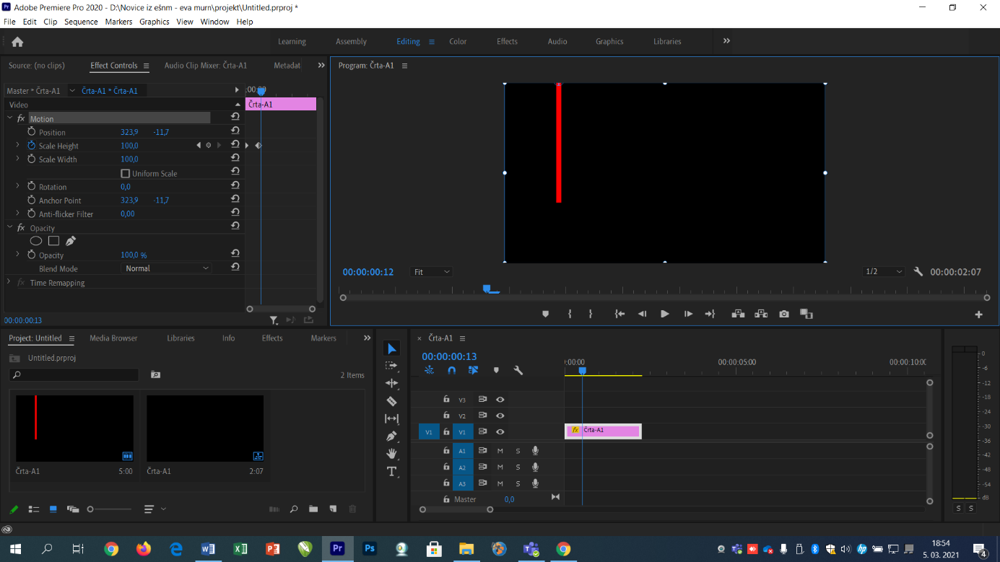 Adobe Premiere Pro 2020 - D:\Novice iz ešnm - eva murn\projekt\Untitled.prproj *
File Edit Clip Sequence Markers Graphics View Window Help
Learning Assembly Editing Color Effects Audio Graphics Libraries
Source: (no clips) Effect Controls Audio Clip Mixer: Črta-A1 Metadat
Program: Črta-A1
Master * Črta-A1 Črta-A1 * Črta-A1 :00:00
Video Črta-A1
fx Motion
Position 323,9 -11,7
Scale Height 100,0
Scale Width 100,0
Uniform Scale
Rotation 0,0
Anchor Point 323,9 -11,7
Anti-flicker Filter 0,00
fx Opacity
Opacity 100,0 %
Blend Mode Normal
fx Time Remapping
00:00:00:13
00:00:00:12 Fit 1/2 00:00:02:07
Project: Untitled Media Browser Libraries Info Effects Markers
Untitled.prproj
2 Items
Črta-A1 5:00
Črta-A1 2:07
Črta-A1
00:00:00:13
:00:00 00:00:05:00 00:00:10:00
V3
V2
V1 V1 fx Črta-A1
A1 M S
A2 M S
A3 M S
Master 0,0
0
-6
-12
-18
-24
-30
-36
-42
-48
-54
dB
S S
Pr Ps
18:54
5. 03. 2021
4